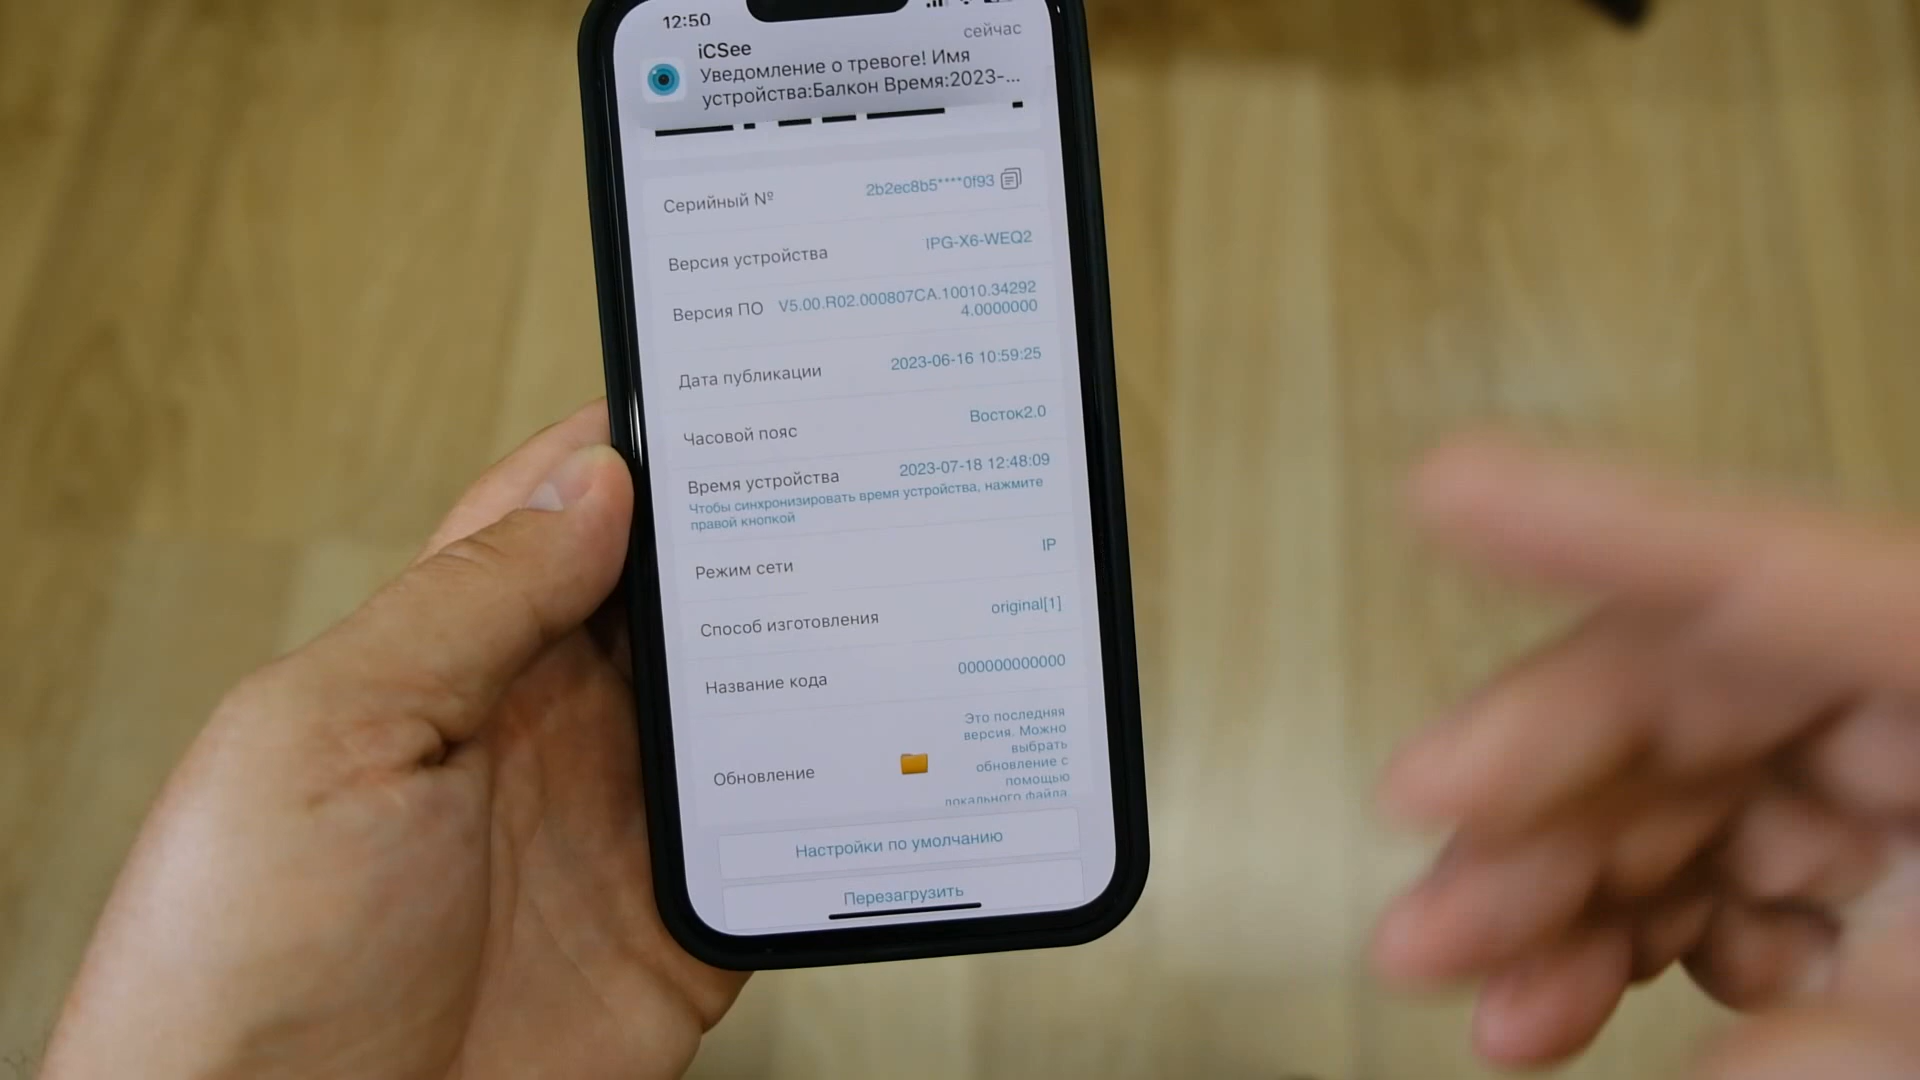 12:50
iCSee
сейчас
Уведомление о тревоге! Имя
устройства:Балкон Время:2023-...
Серийный №
2b2ec8b5****0f93
Версия устройства
IPG-X6-WEQ2
Версия ПО
V5.00.R02.000807CA.10010.34292
4.0000000
Дата публикации
2023-06-16 10:59:25
Часовой пояс
Восток2.0
Время устройства
2023-07-18 12:48:09
Чтобы синхронизировать время устройства, нажмите
правой кнопкой
Режим сети
IP
Способ изготовления
original[1]
Название кода
000000000000
Обновление
Это последняя
версия. Можно
выбрать
обновление с
помощью
локального файла
Настройки по умолчанию
Перезагрузить